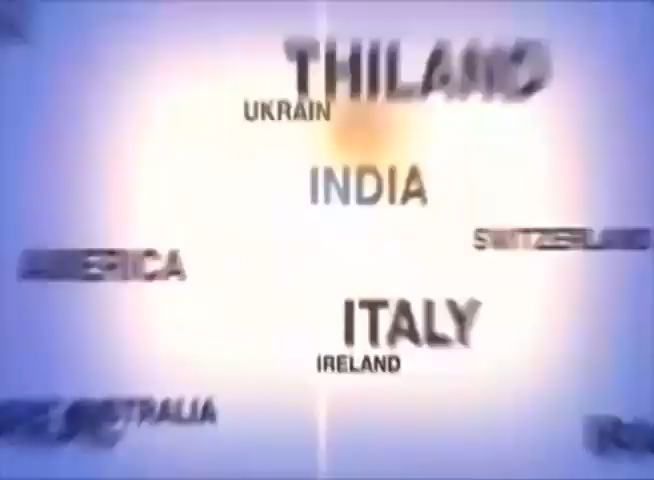 THILAND
UKRAIN
INDIA
SWITZERLAND
AMERICA
ITALY
IRELAND
AUSTRALIA